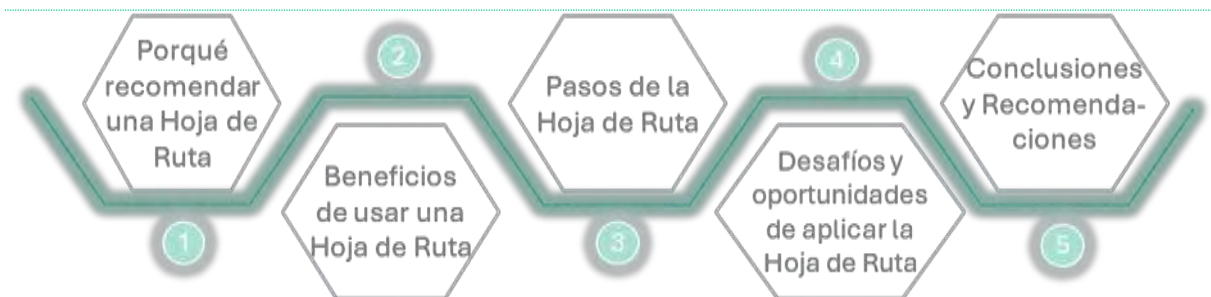 Porqué
recomendar
una Hoja de
Ruta
1
2
Beneficios
de usar una
Hoja de Ruta
Pasos de la
Hoja de Ruta
3
4
Desafíos y
oportunidades
de aplicar la
Hoja de Ruta
Conclusiones
y Recomenda-
ciones
5